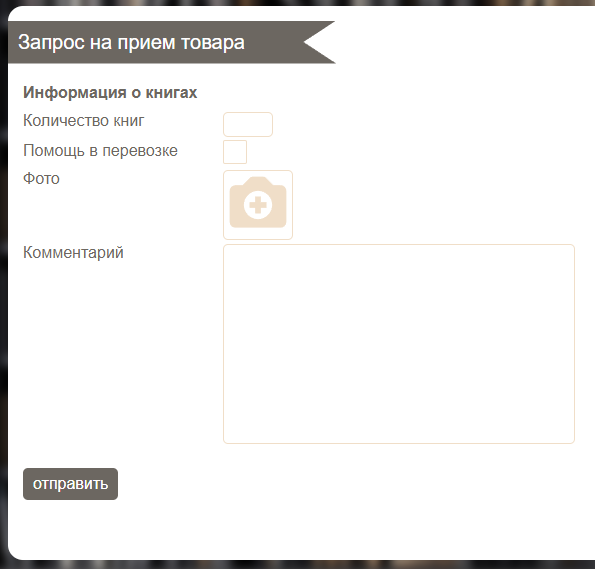 Запрос на прием товара
Информация о книгах
Количество книг
Помощь в перевозке
Фото
Комментарий
отправить